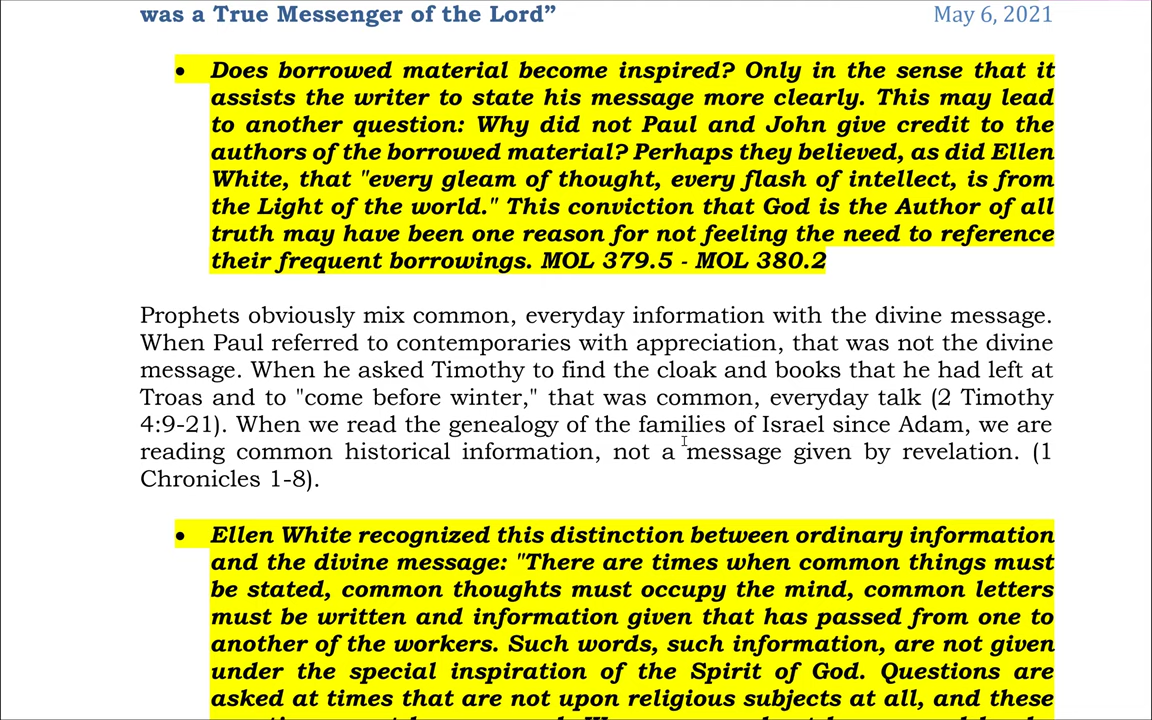 was a True Messenger of the Lord” May 6, 2021
• Does borrowed material become inspired? Only in the sense that it
assists the writer to state his message more clearly. This may lead
to another question: Why did not Paul and John give credit to the
authors of the borrowed material? Perhaps they believed, as did Ellen
White, that "every gleam of thought, every flash of intellect, is from
the Light of the world." This conviction that God is the Author of all
truth may have been one reason for not feeling the need to reference
their frequent borrowings. MOL 379.5 - MOL 380.2
Prophets obviously mix common, everyday information with the divine message.
When Paul referred to contemporaries with appreciation, that was not the divine
message. When he asked Timothy to find the cloak and books that he had left at
Troas and to "come before winter," that was common, everyday talk (2 Timothy
4:9-21). When we read the genealogy of the families of Israel since Adam, we are
reading common historical information, not a message given by revelation. (1
Chronicles 1-8).
• Ellen White recognized this distinction between ordinary information
and the divine message: "There are times when common things must
be stated, common thoughts must occupy the mind, common letters
must be written and information given that has passed from one to
another of the workers. Such words, such information, are not given
under the special inspiration of the Spirit of God. Questions are
asked at times that are not upon religious subjects at all, and these